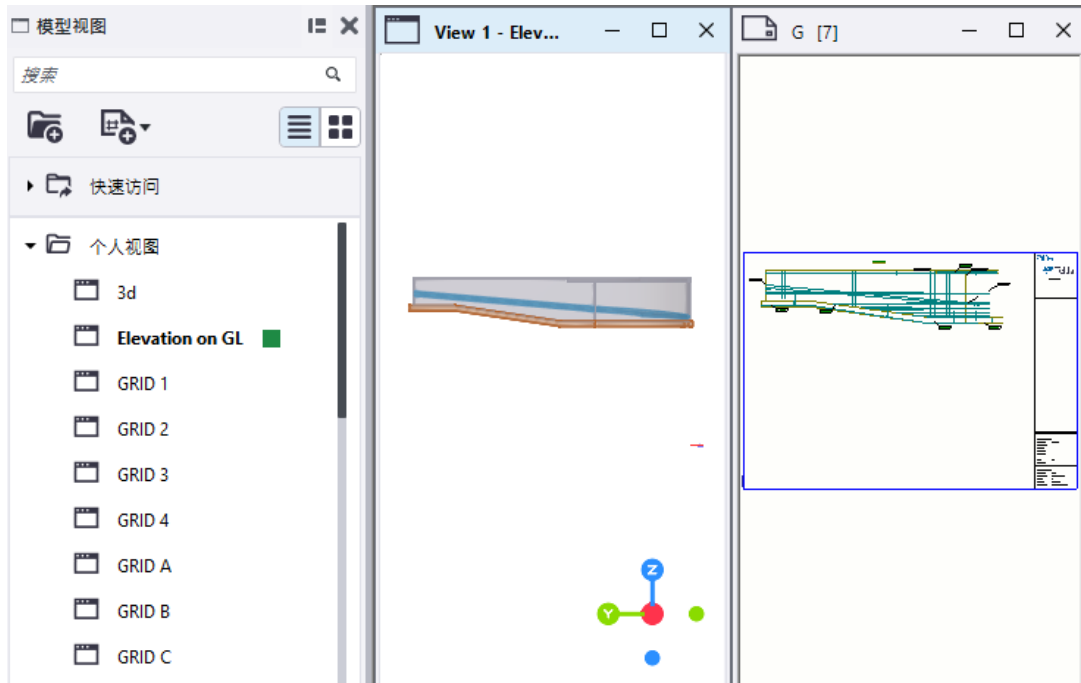 模型视图
搜索
快速访问
个人视图
3d
Elevation on GL
GRID 1
GRID 2
GRID 3
GRID 4
GRID A
GRID B
GRID C
View 1 - Elev...
Z
Y
G [7]